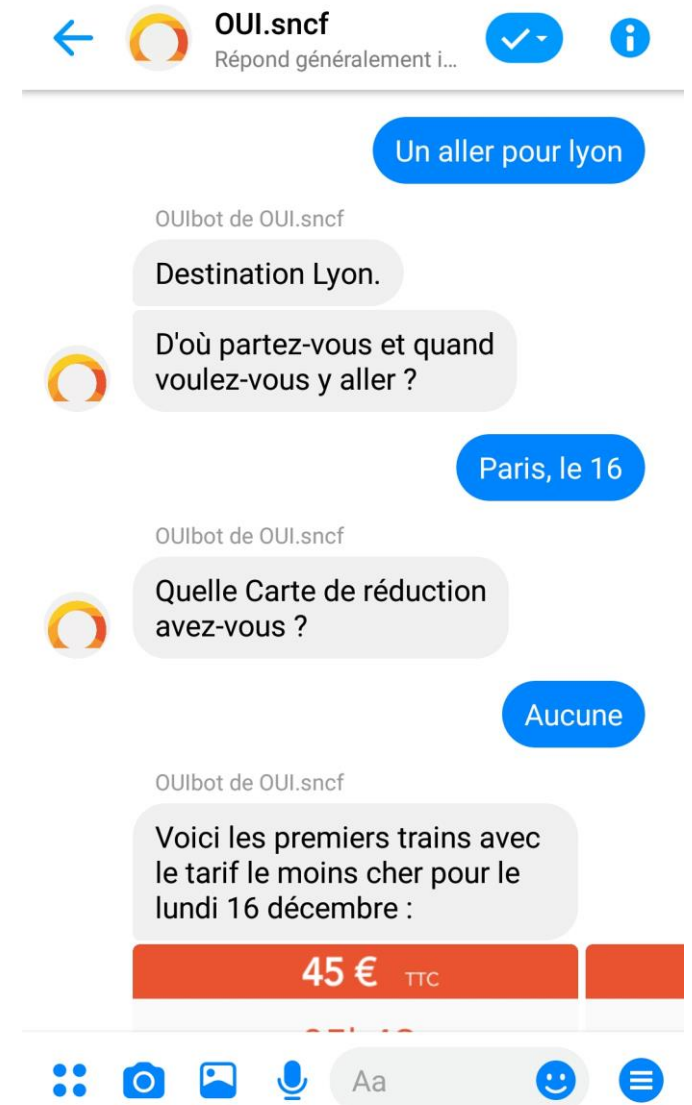 OUI.sncf
Répond généralement i...
Un aller pour lyon
OUIbot de OUI.sncf
Destination Lyon.
D'où partez-vous et quand
voulez-vous y aller ?
Paris, le 16
OUIbot de OUI.sncf
Quelle Carte de réduction
avez-vous ?
Aucune
OUIbot de OUI.sncf
Voici les premiers trains avec
le tarif le moins cher pour le
lundi 16 décembre :
45 € TTC
Aa